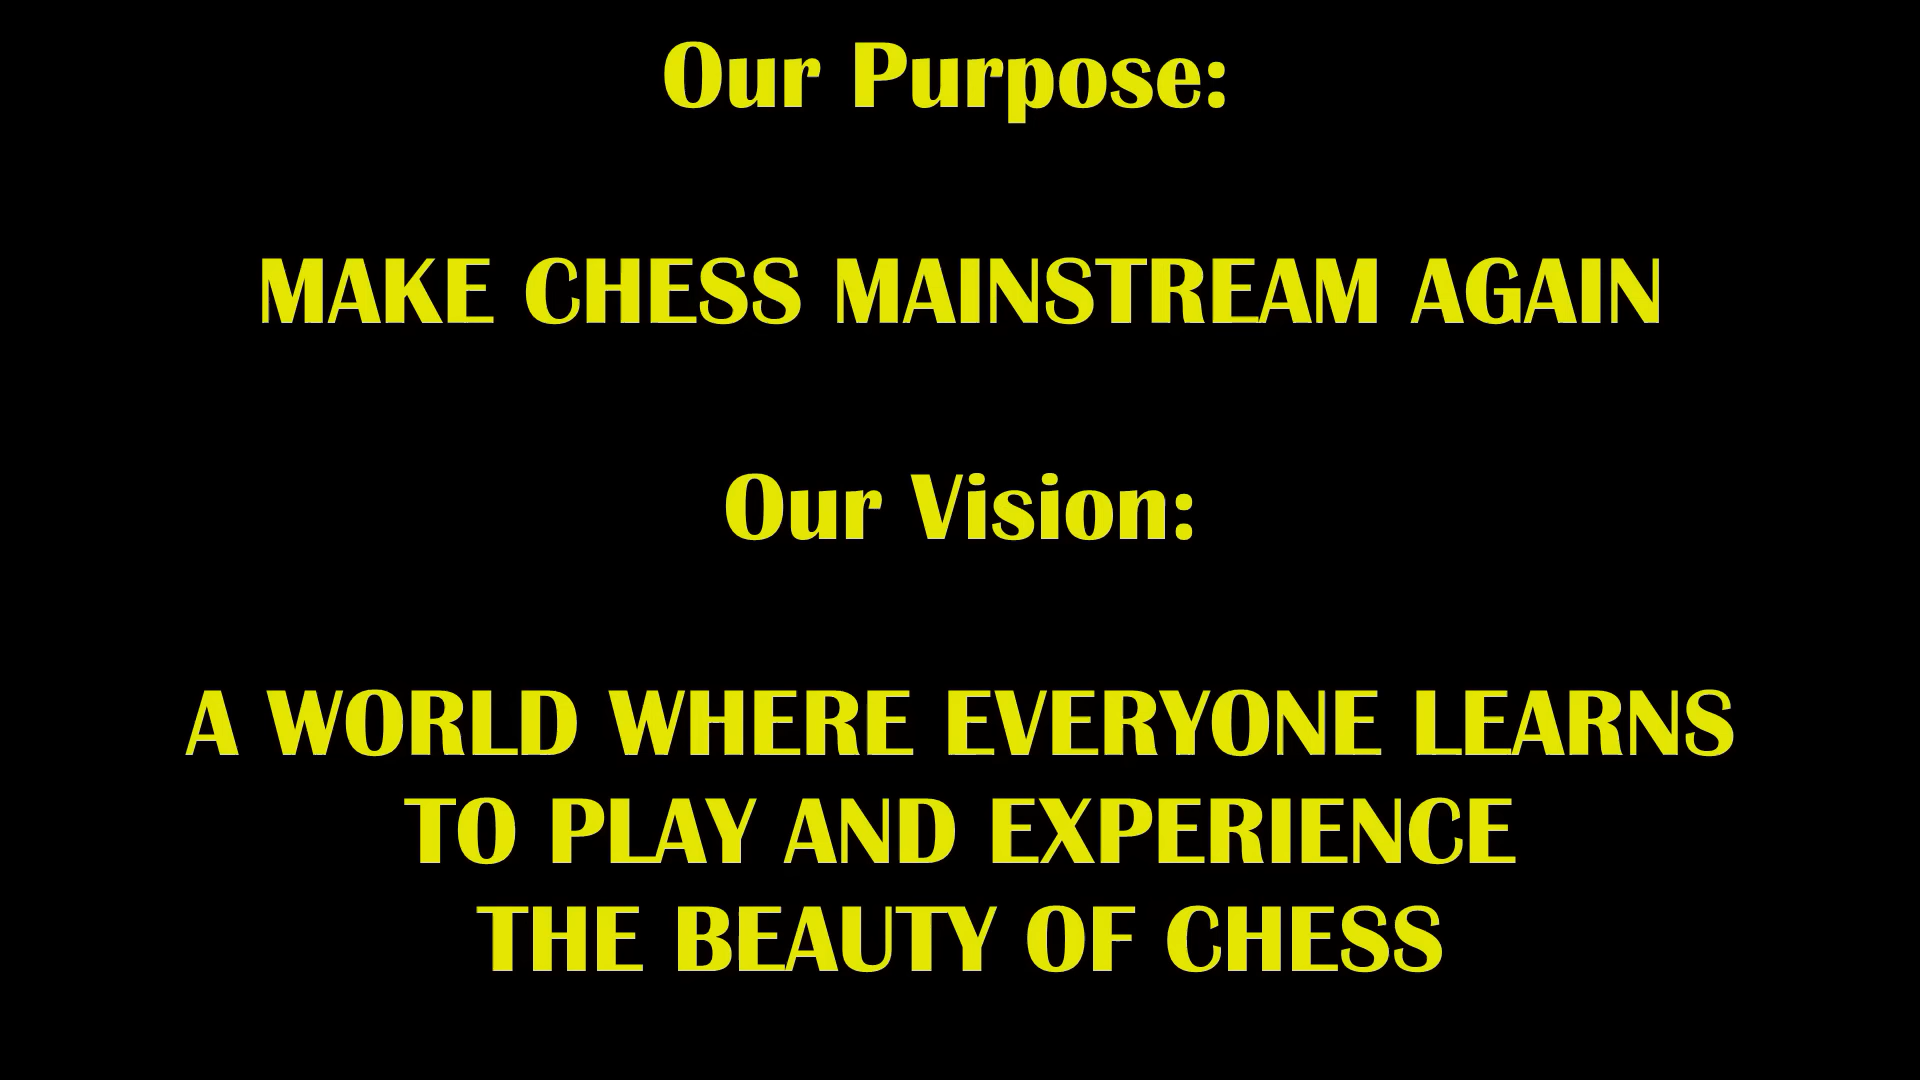 Our Purpose:
MAKE CHESS MAINSTREAM AGAIN
Our Vision:
A WORLD WHERE EVERYONE LEARNS
TO PLAY AND EXPERIENCE
THE BEAUTY OF CHESS